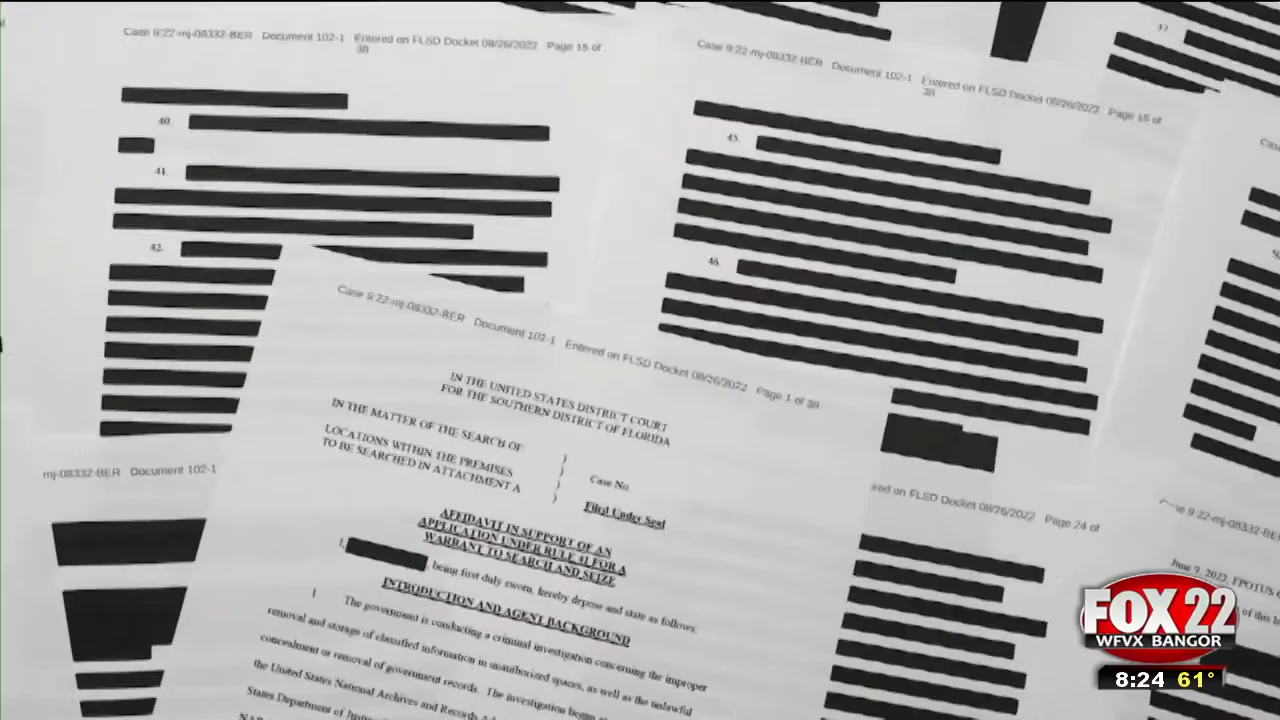 Case 9:22-mj-08332-BER Document 102-1 Entered on FLSD Docket 08/26/2022 Page 15 of
38
40.
41.
42.
Case 9:22-mj-08332-BER Document 102-1 Entered on FLSD Docket 08/26/2022 Page 16 of
38
45.
46.
47.
Case 9:22-mj-08332-BER Document 102-1 Entered on FLSD Docket 08/26/2022 Page 1 of 38
IN THE UNITED STATES DISTRICT COURT
FOR THE SOUTHERN DISTRICT OF FLORIDA
IN THE MATTER OF THE SEARCH OF
LOCATIONS WITHIN THE PREMISES
TO BE SEARCHED IN ATTACHMENT A
)
)
)
)
Case No.
Filed Under Seal
AFFIDAVIT IN SUPPORT OF AN
APPLICATION UNDER RULE 41 FOR A
WARRANT TO SEARCH AND SEIZE
I, , being first duly sworn, hereby depose and state as follows:
INTRODUCTION AND AGENT BACKGROUND
1. The government is conducting a criminal investigation concerning the improper
removal and storage of classified information in unauthorized spaces, as well as the unlawful
concealment or removal of government records. The investigation began
the United States National Archives and Records
States Department of Justice
mj-08332-BER Document 102-1
ered on FLSD Docket 08/26/2022 Page 24 of
Case 9:22-mj-08332-BER
June 9, 2022, FPOTUS
of this
FOX 22
WFVX BANGOR
8:24 61°